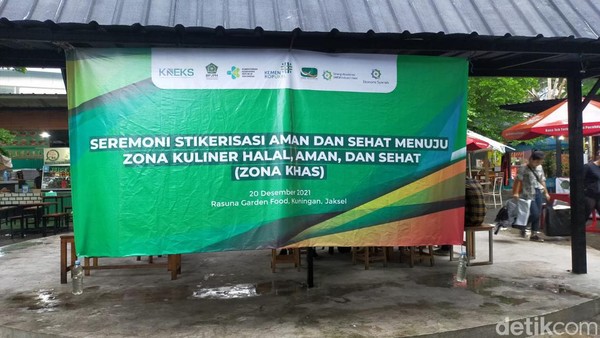 KNEKS
KEMENKOPUKM
SEREMONI STIKERISASI AMAN DAN SEHAT MENUJU
ZONA KULINER HALAL, AMAN, DAN SEHAT
(ZONA KHAS)
20 Desember 2021
Rasuna Garden Food, Kuningan, Jaksel
detikcom